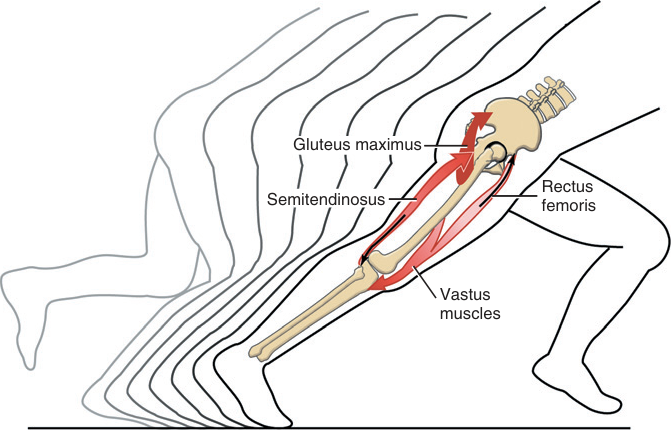 Gluteus maximus
Semitendinosus
Rectus
femoris
Vastus
muscles